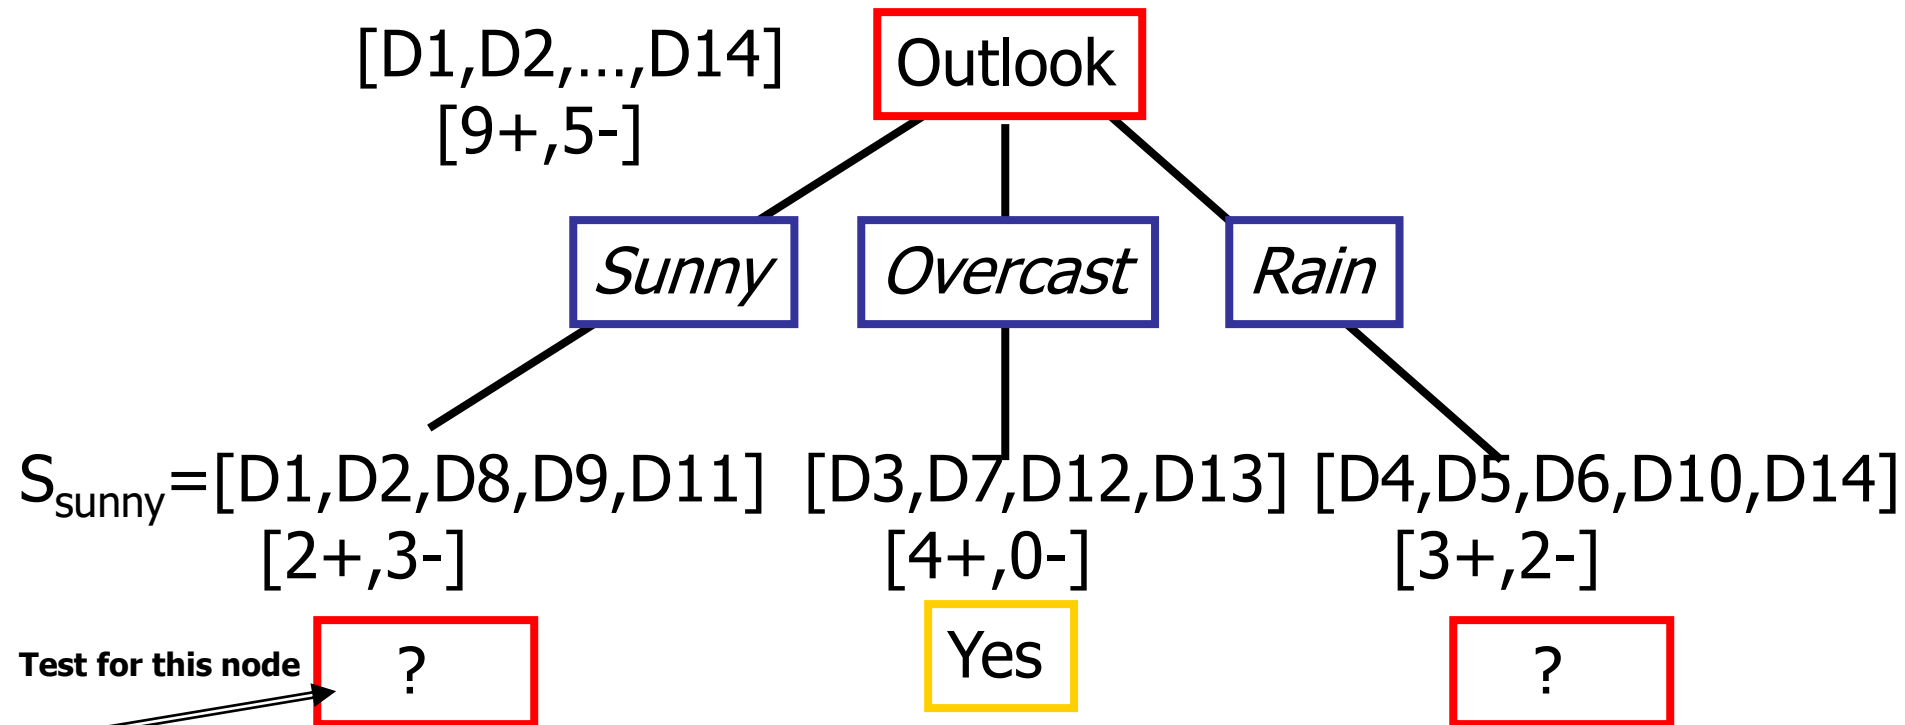 [D1,D2,…,D14]
[9+,5-]
Outlook
Sunny
Overcast
Rain
Ssunny=[D1,D2,D8,D9,D11]
[2+,3-]
[D3,D7,D12,D13]
[4+,0-]
[D4,D5,D6,D10,D14]
[3+,2-]
Test for this node
?
Yes
?